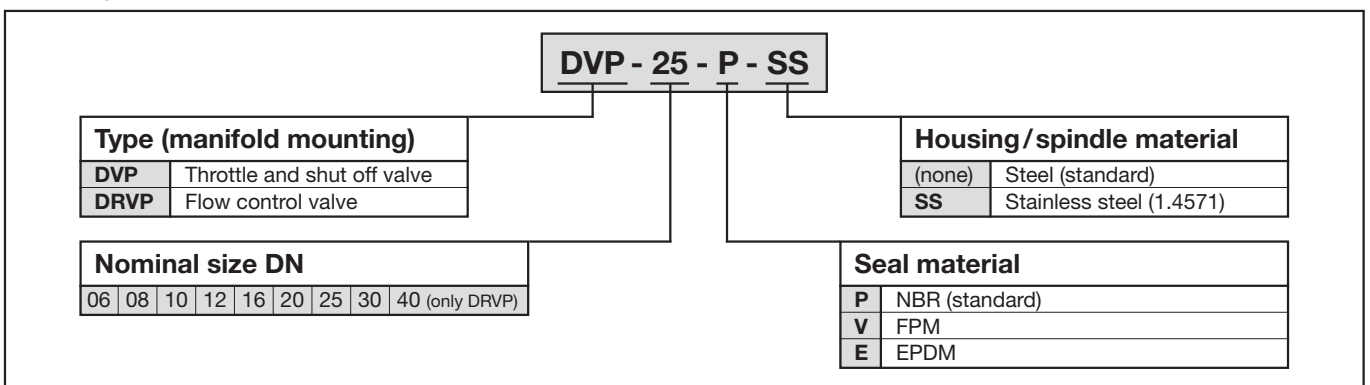 DVP - 25 - P - SS
Type (manifold mounting)
DVP Throttle and shut off valve
DRVP Flow control valve
Housing/spindle material
(none) Steel (standard)
SS Stainless steel (1.4571)
Nominal size DN
06 08 10 12 16 20 25 30 40 (only DRVP)
Seal material
P NBR (standard)
V FPM
E EPDM